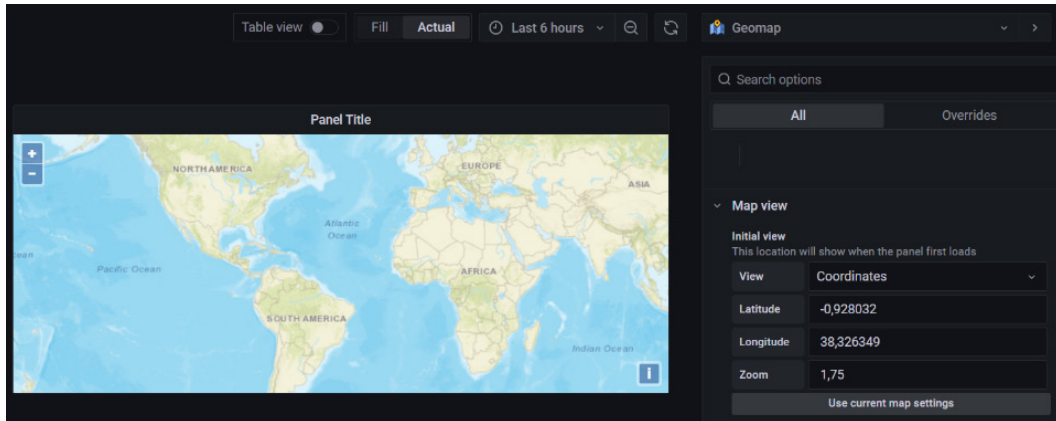 Table view
Fill
Actual
Last 6 hours
Geomap
Search options
All
Overrides
Panel Title
+
-
NORTH AMERICA
EUROPE
ASIA
Atlantic
Ocean
ean
Pacific Ocean
AFRICA
SOUTH AMERICA
Indian Ocean
i
Map view
Initial view
This location will show when the panel first loads
View
Coordinates
Latitude
-0,928032
Longitude
38,326349
Zoom
1,75
Use current map settings